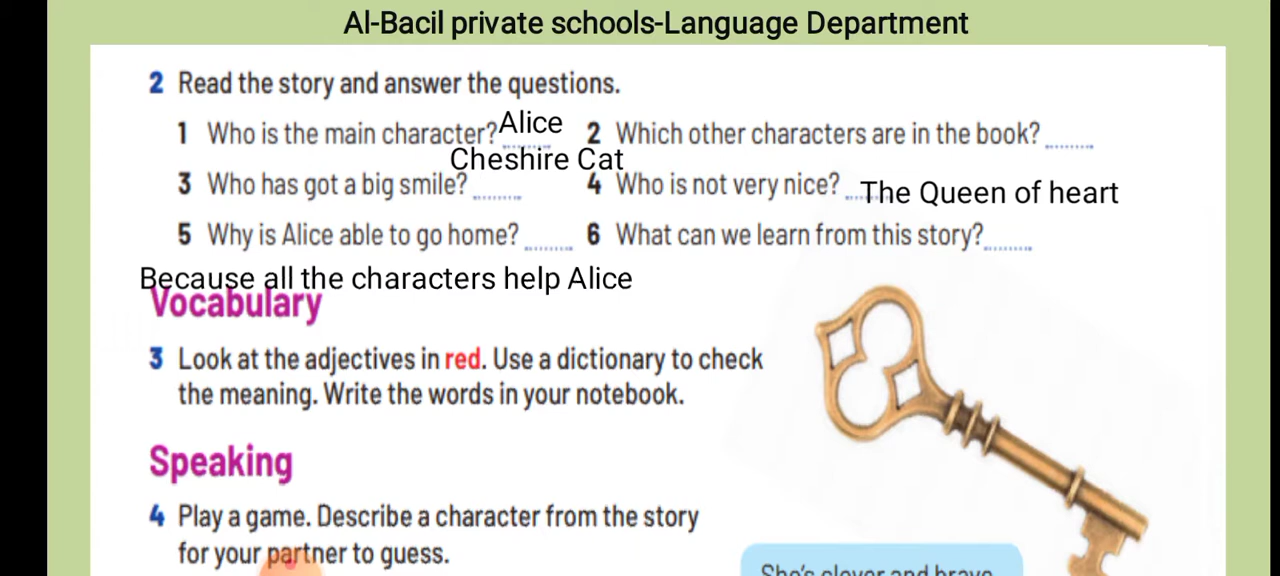 Al-Bacil private schools-Language Department
2 Read the story and answer the questions.
1 Who is the main character? Alice 2 Which other characters are in the book?
Cheshire Cat
3 Who has got a big smile? 4 Who is not very nice? The Queen of heart
5 Why is Alice able to go home? 6 What can we learn from this story?
Because all the characters help Alice
Vocabulary
3 Look at the adjectives in red. Use a dictionary to check
the meaning. Write the words in your notebook.
Speaking
4 Play a game. Describe a character from the story
for your partner to guess.
She's clever and brave